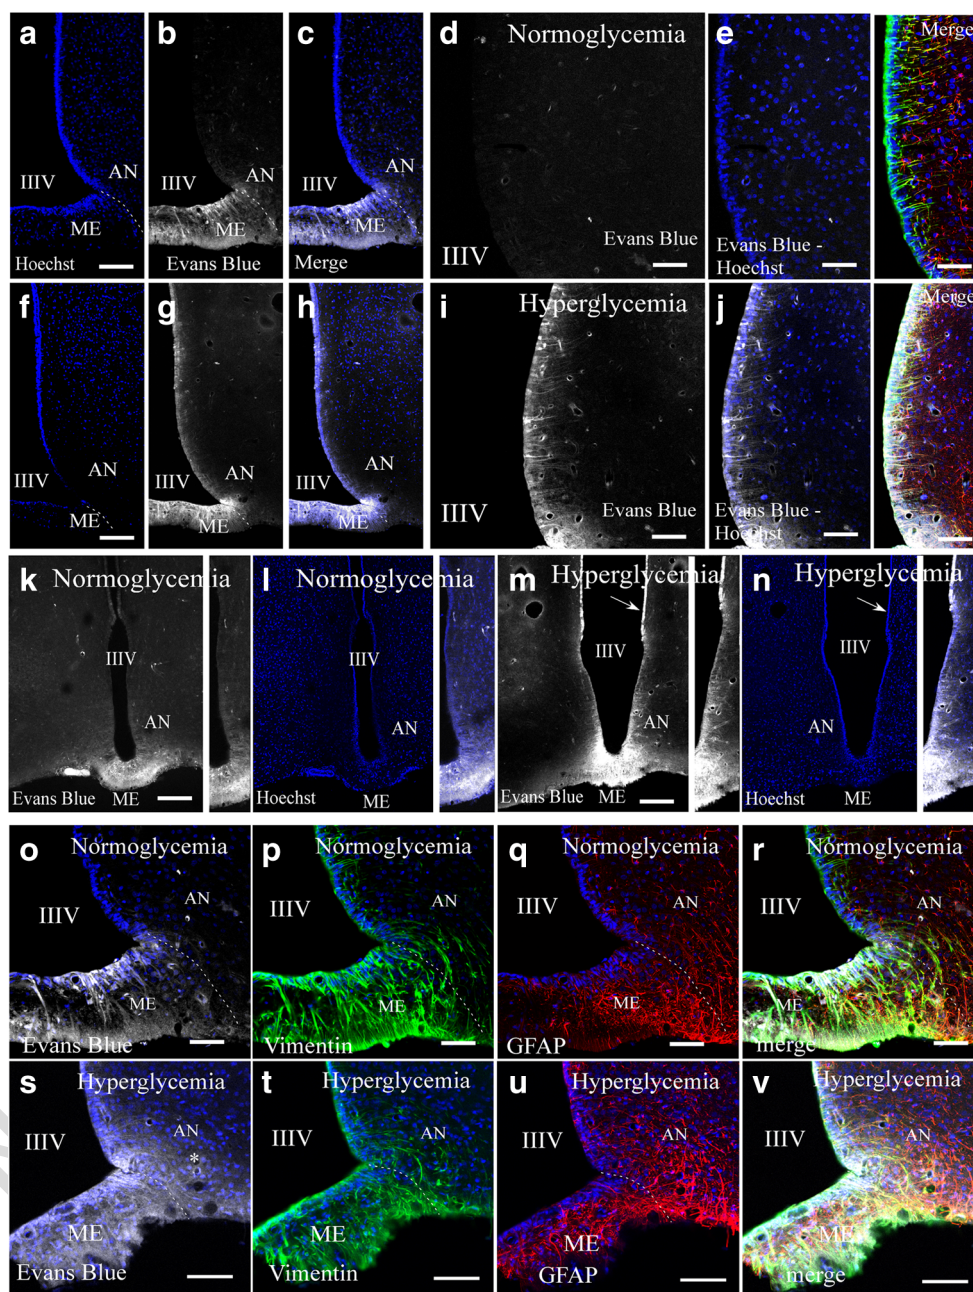 a
IIIV
AN
ME
Hoechst
b
IIIV
AN
ME
Evans Blue
c
IIIV
AN
ME
Merge
d
Normoglycemia
IIIV
Evans Blue
e
Evans Blue -
Hoechst
Merge
f
IIIV
AN
ME
g
IIIV
AN
ME
h
IIIV
AN
ME
i
Hyperglycemia
IIIV
Evans Blue
j
Evans Blue -
Hoechst
Merge
k
Normoglycemia
IIIV
AN
Evans Blue
ME
l
Normoglycemia
IIIV
AN
Hoechst
ME
m
Hyperglycemia
IIIV
AN
Evans Blue
ME
n
Hyperglycemia
IIIV
AN
Hoechst
ME
o
Normoglycemia
IIIV
AN
ME
Evans Blue
p
Normoglycemia
IIIV
AN
ME
Vimentin
q
Normoglycemia
IIIV
AN
ME
GFAP
r
Normoglycemia
IIIV
AN
ME
merge
s
Hyperglycemia
IIIV
AN
*
ME
Evans Blue
t
Hyperglycemia
IIIV
AN
ME
Vimentin
u
Hyperglycemia
IIIV
AN
ME
GFAP
v
Hyperglycemia
IIIV
AN
ME
merge